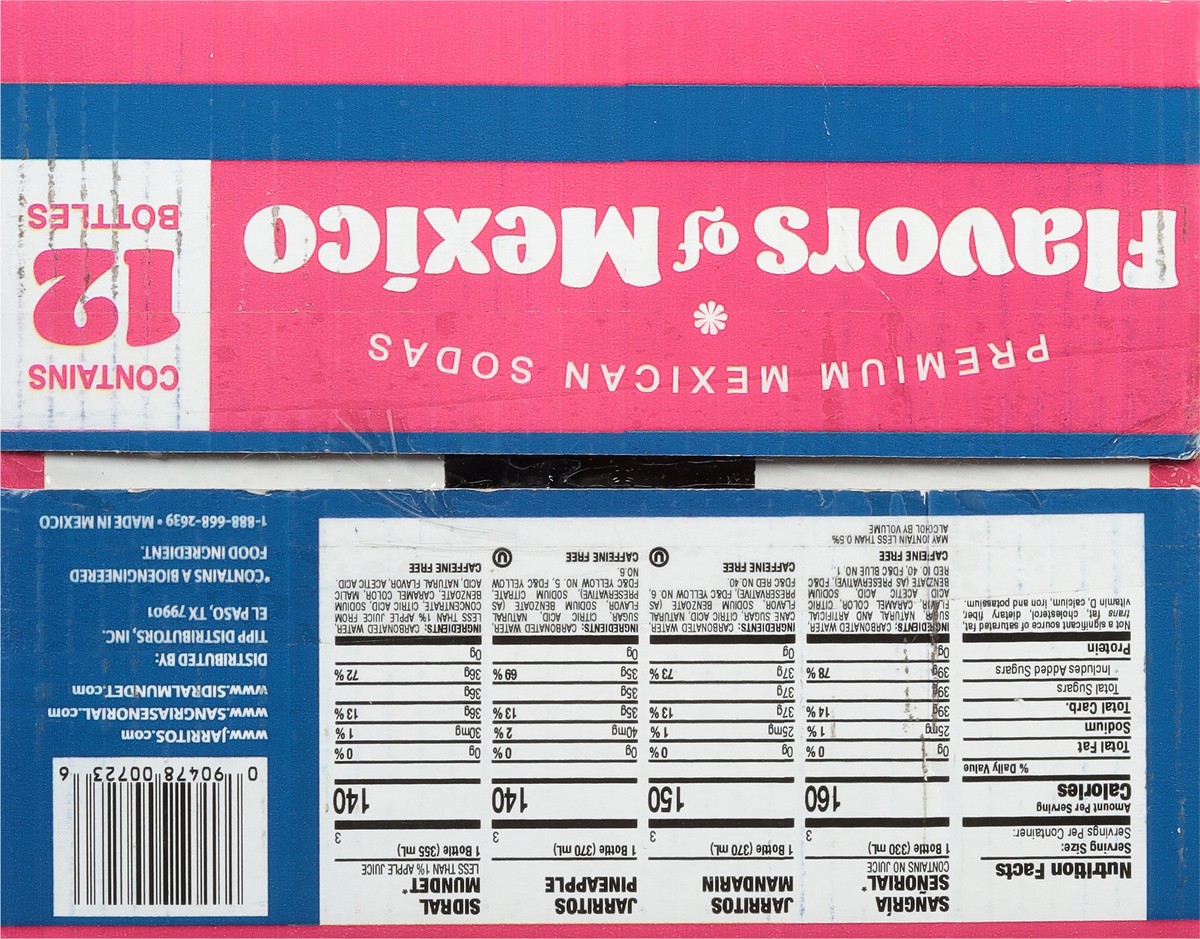 Nutrition Facts
Serving Size:
Servings Per Container:
Amount Per Serving
Calories
% Daily Value
Total Fat
Sodium
Total Carb.
Total Sugars
Includes Added Sugars
Protein
Not a significant source of saturated fat,
trans fat, cholesterol, dietary fiber,
vitamin D, calcium, iron and potassium.
SANGRÍA
SEÑORIAL*
CONTAINS NO JUICE
1 Bottle (330 mL)
3
160
0g 0%
25mg 1%
39g 14%
39g
39g 78%
0g
INGREDIENTS: CARBONATED WATER,
SUGAR, NATURAL AND ARTIFICIAL
FLAVOR, CARAMEL COLOR, CITRIC
ACID, ACETIC ACID, SODIUM
BENZOATE (AS PRESERVATIVE), FD&C
RED NO. 40, FD&C BLUE NO. 1.
CAFFEINE FREE
MAY CONTAIN LESS THAN 0.5%
ALCOHOL BY VOLUME
JARRITOS
MANDARIN
1 Bottle (370 mL)
3
150
0g 0%
25mg 1%
37g 13%
37g
37g 73%
0g
INGREDIENTS: CARBONATED WATER,
CANE SUGAR, CITRIC ACID, NATURAL
FLAVOR, SODIUM BENZOATE (AS
PRESERVATIVE), FD&C YELLOW NO. 6,
FD&C RED NO. 40.
CAFFEINE FREE
U
JARRITOS
PINEAPPLE
1 Bottle (370 mL)
3
140
0g 0%
40mg 2%
35g 13%
35g
35g 69%
0g
INGREDIENTS: CARBONATED WATER,
SUGAR, CITRIC ACID, NATURAL
FLAVOR, SODIUM BENZOATE (AS
PRESERVATIVE), SODIUM CITRATE,
FD&C YELLOW NO. 5, FD&C YELLOW
NO. 6.
CAFFEINE FREE
U
SIDRAL
MUNDET*
LESS THAN 1% APPLE JUICE
1 Bottle (355 mL)
3
140
0g 0%
30mg 1%
36g 13%
36g
36g 72%
0g
INGREDIENTS: CARBONATED WATER,
LESS THAN 1% APPLE JUICE FROM
CONCENTRATE, CITRIC ACID, SODIUM
BENZOATE, CARAMEL COLOR, MALIC
ACID, NATURAL FLAVOR, ACETIC ACID.
CAFFEINE FREE
0 90478 00723 6
www.JARRITOS.com
www.SANGRIASENORIAL.com
www.SIDRALMUNDET.com
DISTRIBUTED BY:
TIPP DISTRIBUTORS, INC.
EL PASO, TX 79901
*CONTAINS A BIOENGINEERED
FOOD INGREDIENT.
1-888-668-2639 • MADE IN MEXICO
PREMIUM MEXICAN SODAS
Flavors of Mexico
CONTAINS
12
BOTTLES